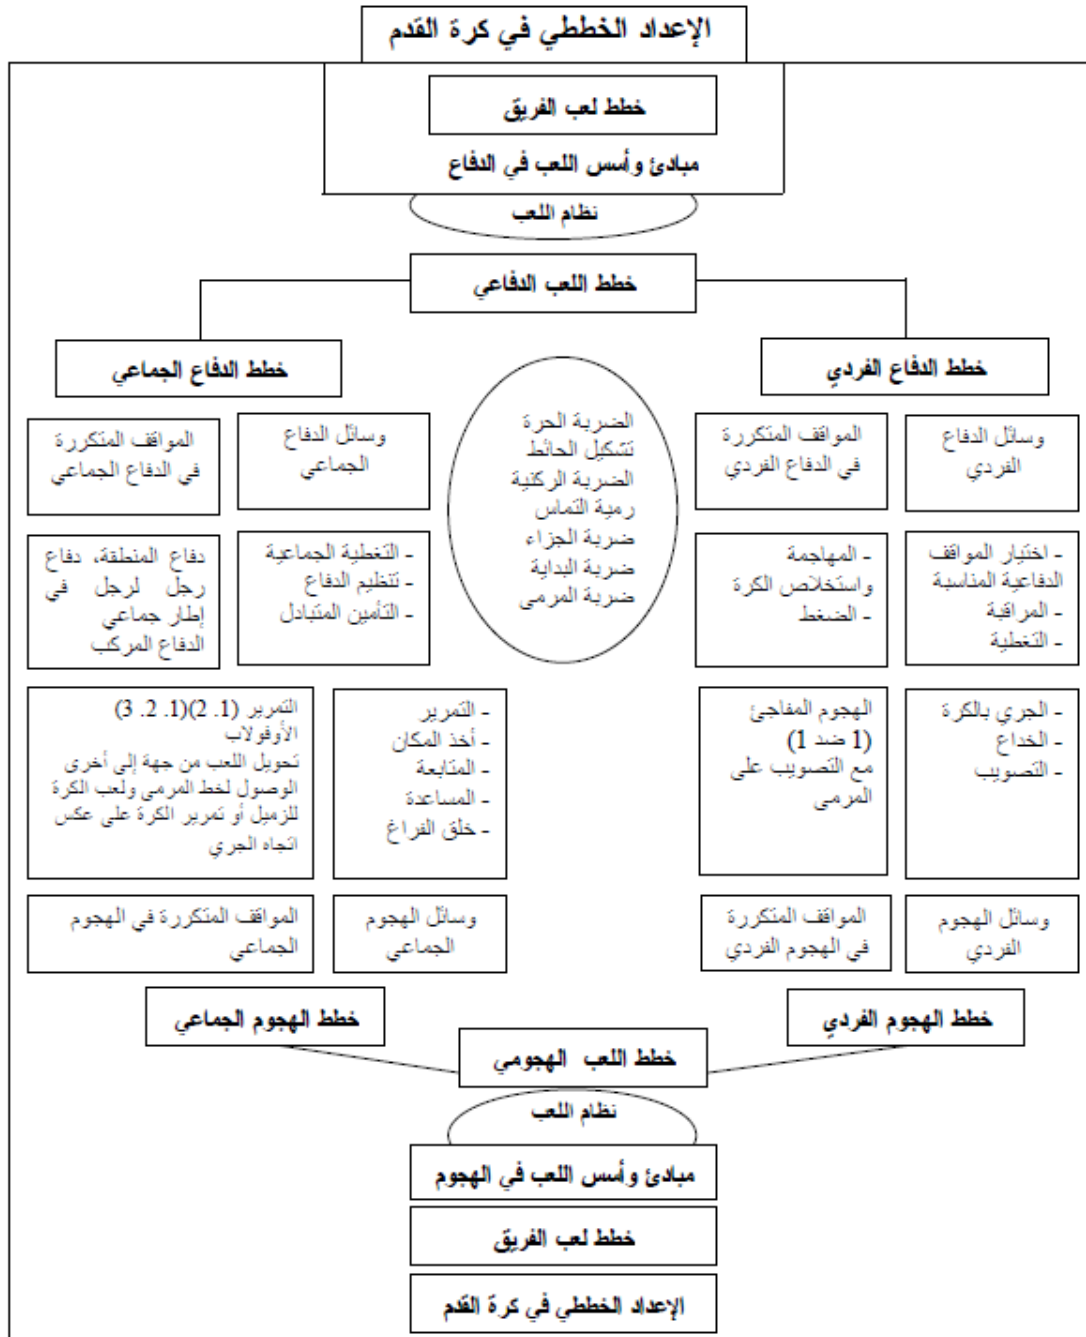 الإعداد الخططي في كرة القدم
خطط لعب الفريق
مبادئ وأسس اللعب في الدفاع
نظام اللعب
خطط اللعب الدفاعي
خطط الدفاع الفردي
خطط الدفاع الجماعي
وسائل الدفاع
الفردي
المواقف المتكررة
في الدفاع الفردي
وسائل الدفاع
الجماعي
المواقف المتكررة
في الدفاع الجماعي
- اختيار المواقف
الدفاعية المناسبة
- المراقبة
- التغطية
- المهاجمة
واستخلاص الكرة
- الضغط
الضربة الحرة
تشكيل الحائط
الضربة الركنية
رمية التماس
ضربة الجزاء
ضربة البداية
ضربة المرمى
- التغطية الجماعية
- تنظيم الدفاع
- التأمين المتبادل
دفاع المنطقة، دفاع
رجل لرجل في
إطار جماعي
الدفاع المركب
- الجري بالكرة
- الخداع
- التصويب
الهجوم المفاجئ
(1 ضد 1)
مع التصويب على
المرمى
- التمرير
- أخذ المكان
- المتابعة
- المساعدة
- خلق الفراغ
التمرير (1. 2)(1. 2. 3)
الأوفولاب
تحويل اللعب من جهة إلى أخرى
الوصول لخط المرمى ولعب الكرة
للزميل أو تمرير الكرة على عكس
اتجاه الجري
وسائل الهجوم
الفردي
المواقف المتكررة
في الهجوم الفردي
وسائل الهجوم
الجماعي
المواقف المتكررة في الهجوم
الجماعي
خطط الهجوم الفردي
خطط الهجوم الجماعي
خطط اللعب الهجومي
نظام اللعب
مبادئ وأسس اللعب في الهجوم
خطط لعب الفريق
الإعداد الخططي في كرة القدم